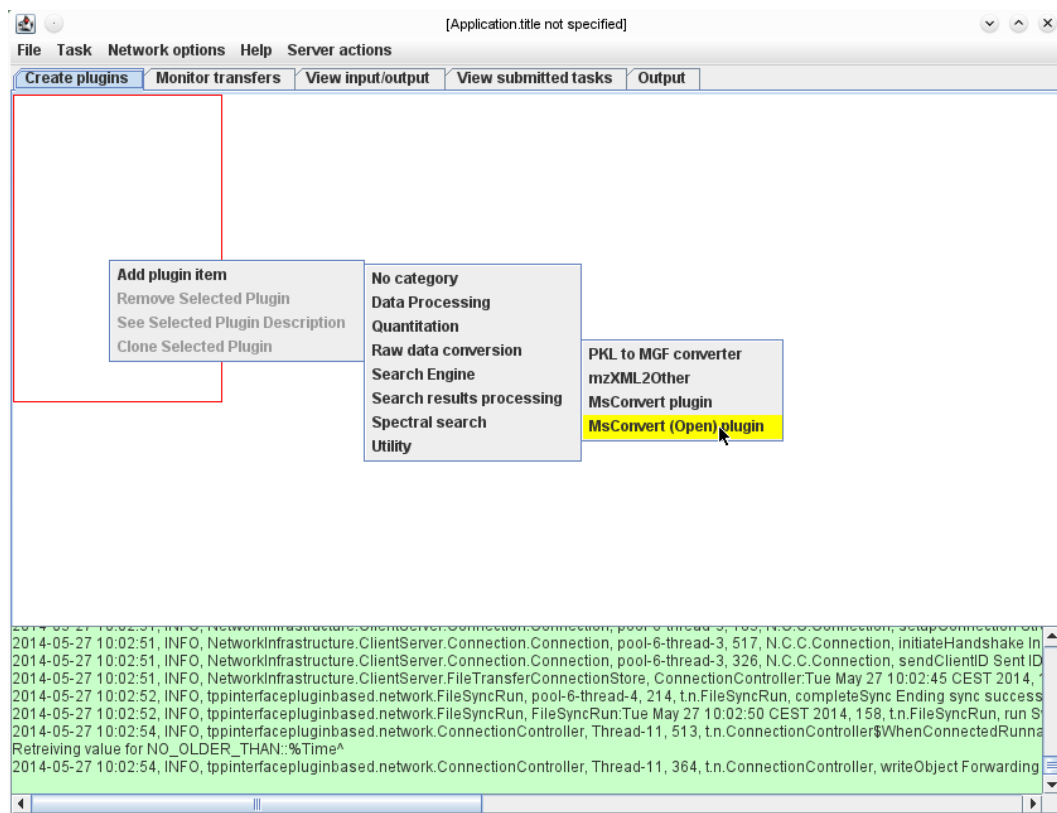 [Application.title not specified]
File Task Network options Help Server actions
Create plugins Monitor transfers View input/output View submitted tasks Output
Add plugin item
Remove Selected Plugin
See Selected Plugin Description
Clone Selected Plugin
No category
Data Processing
Quantitation
Raw data conversion
Search Engine
Search results processing
Spectral search
Utility
PKL to MGF converter
mzXML2Other
MsConvert plugin
MsConvert (Open) plugin
2014-05-27 10:02:51, INFO, NetworkInfrastructure.ClientServer.Connection.Connection, pool-6-thread-3, 517, N.C.C.Connection, initiateHandshake In
2014-05-27 10:02:51, INFO, NetworkInfrastructure.ClientServer.Connection.Connection, pool-6-thread-3, 326, N.C.C.Connection, sendClientID Sent ID
2014-05-27 10:02:51, INFO, NetworkInfrastructure.ClientServer.FileTransferConnectionStore, ConnectionController:Tue May 27 10:02:45 CEST 2014,
2014-05-27 10:02:52, INFO, tppinterfacepluginbased.network.FileSyncRun, pool-6-thread-4, 214, t.n.FileSyncRun, completeSync Ending sync success
2014-05-27 10:02:52, INFO, tppinterfacepluginbased.network.FileSyncRun, FileSyncRun:Tue May 27 10:02:50 CEST 2014, 158, t.n.FileSyncRun, run S
2014-05-27 10:02:54, INFO, tppinterfacepluginbased.network.ConnectionController, Thread-11, 513, t.n.ConnectionController$WhenConnectedRunna
Retreiving value for NO_OLDER_THAN::%Time^
2014-05-27 10:02:54, INFO, tppinterfacepluginbased.network.ConnectionController, Thread-11, 364, t.n.ConnectionController, writeObject Forwarding